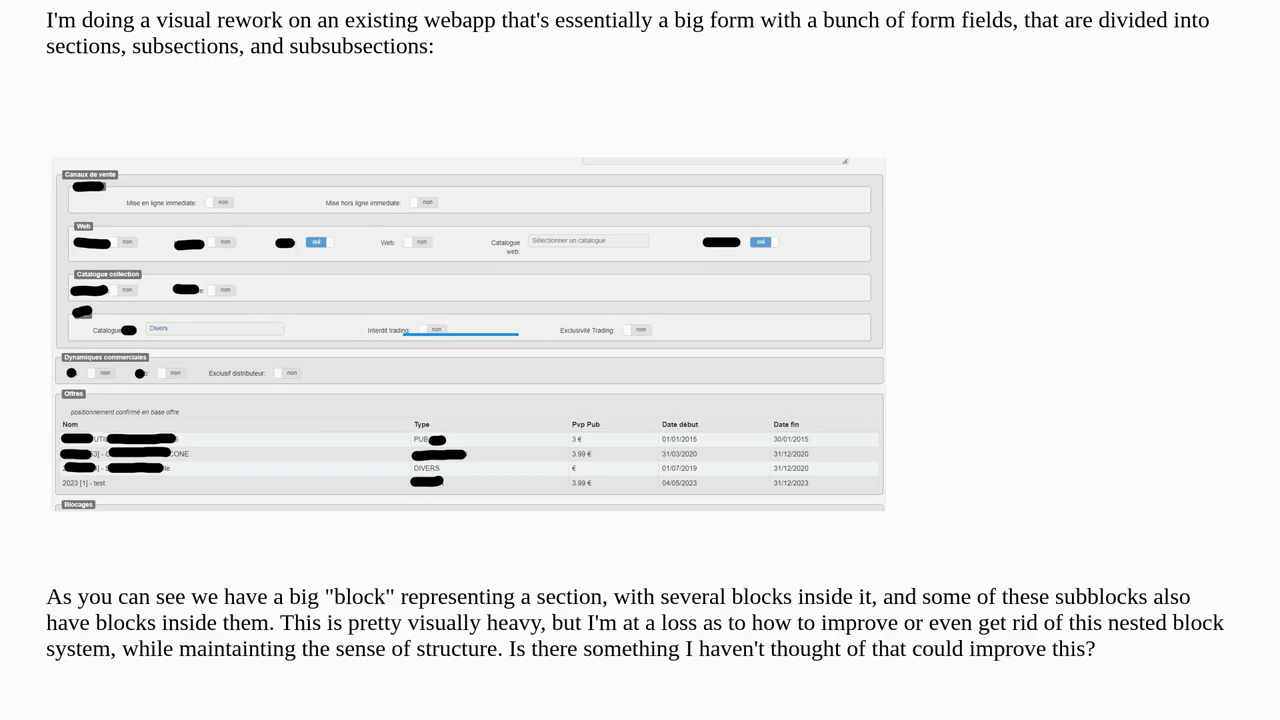 I'm doing a visual rework on an existing webapp that's essentially a big form with a bunch of form fields, that are divided into
sections, subsections, and subsubsections:
Canaux de vente
Mise en ligne immediate: non Mise hors ligne immediate: non
Web
non non oui Web: non Catalogue web: Sélectionner un catalogue oui
Catalogue collection
non non
Catalogue Divers Interdit trading: non Exclusivité Trading: non
Dynamiques commerciales
non non Exclusif distributeur: non
Offres
positionnement confirmé en base offre
Nom Type Pvp Pub Date début Date fin
3 € 01/01/2015 30/01/2015
CONE 3.99 € 31/03/2020 31/12/2020
DIVERS € 01/07/2019 31/12/2020
2023 [1] - test 3.99 € 04/05/2023 31/12/2023
Blocages
As you can see we have a big "block" representing a section, with several blocks inside it, and some of these subblocks also
have blocks inside them. This is pretty visually heavy, but I'm at a loss as to how to improve or even get rid of this nested block
system, while maintainting the sense of structure. Is there something I haven't thought of that could improve this?